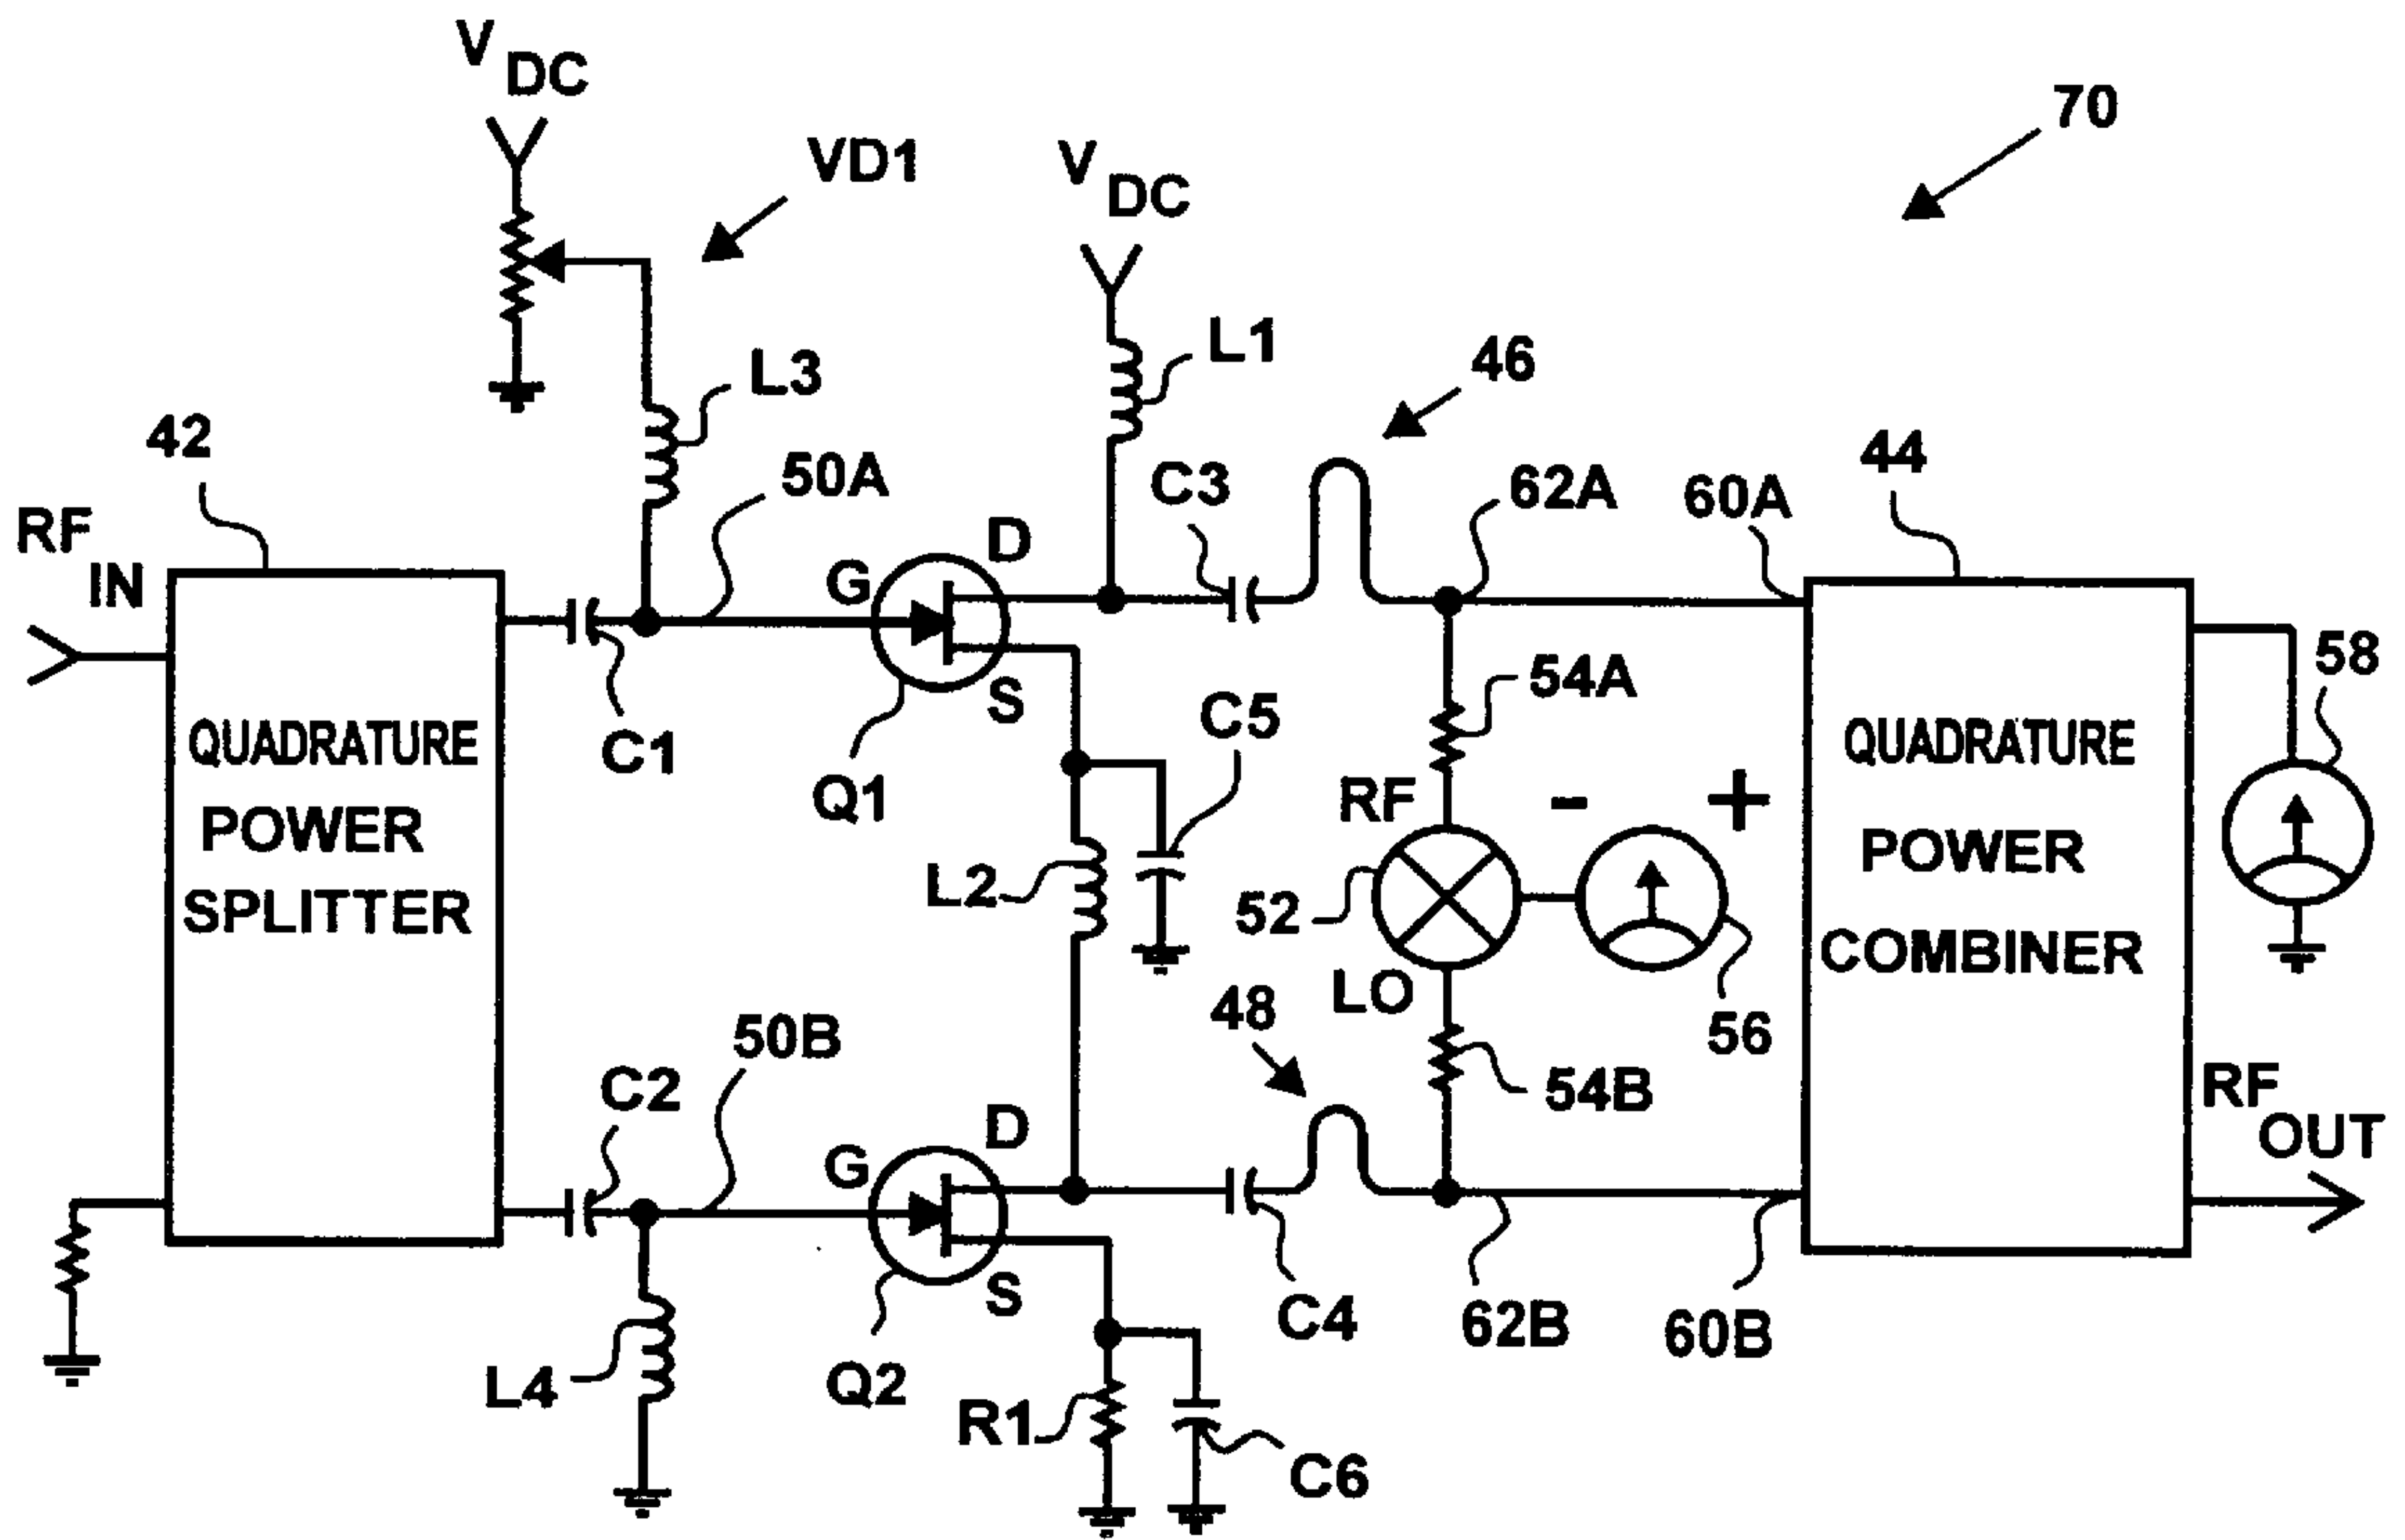 V DC
70
VD1
V DC
L1
46
L3
42
50A
C3
62A
60A
44
RF IN
D
G
58
54A
S
C5
C1
QUADRATURE
POWER
SPLITTER
Q1
RF
- +
QUADRATURE
POWER
COMBINER
L2
52
LO
48
56
50B
C2
54B
RF OUT
D
G
S
C4
62B
60B
L4
Q2
R1
C6